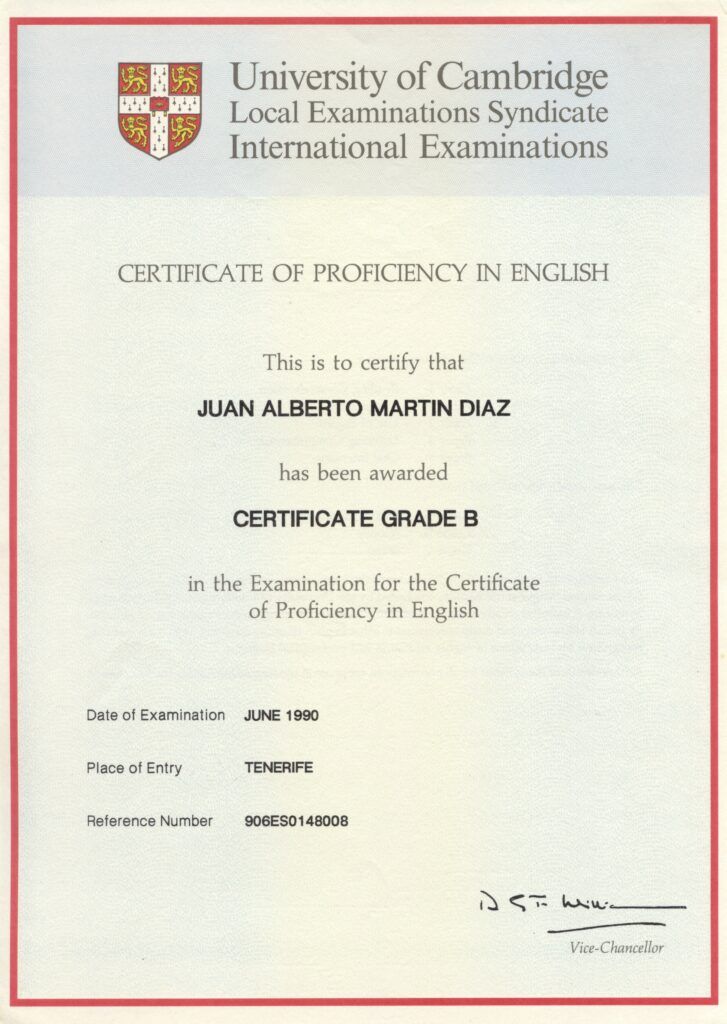 University of Cambridge
Local Examinations Syndicate
International Examinations
CERTIFICATE OF PROFICIENCY IN ENGLISH
This is to certify that
JUAN ALBERTO MARTIN DIAZ
has been awarded
CERTIFICATE GRADE B
in the Examination for the Certificate
of Proficiency in English
Date of Examination JUNE 1990
Place of Entry TENERIFE
Reference Number 906ES0148008
Vice-Chancellor